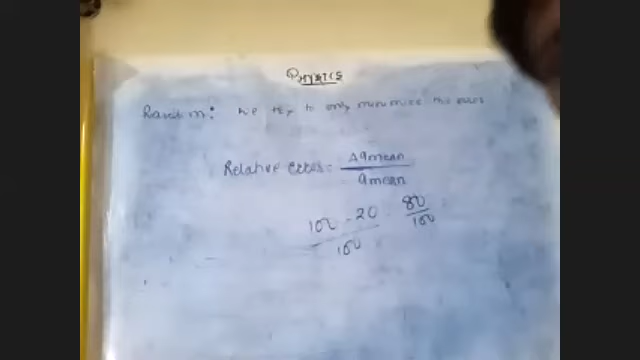 PHYSICS
Random: we try to only minimize the error
Relative Error = Δamean
amean
100 - 20
100
80
100